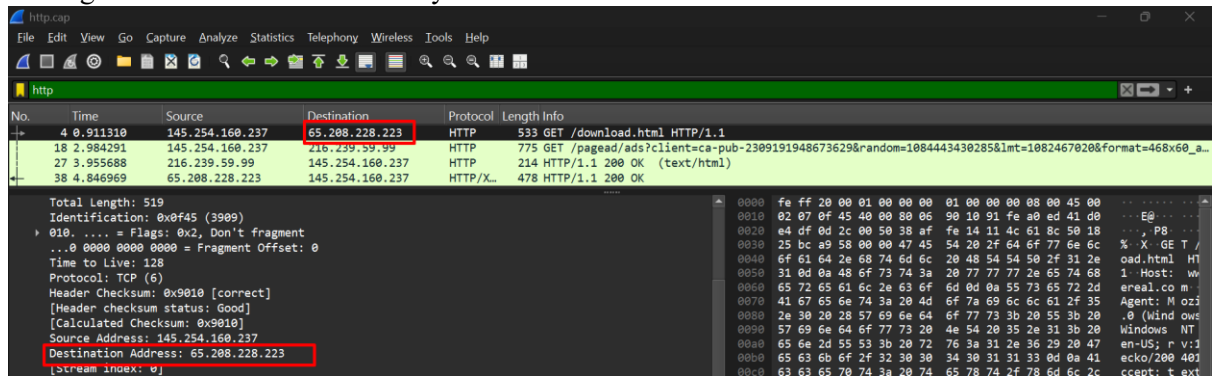 http.cap
File Edit View Go Capture Analyze Statistics Telephony Wireless Tools Help
http
No. Time Source Destination Protocol Length Info
4 0.911310 145.254.160.237 65.208.228.223 HTTP 533 GET /download.html HTTP/1.1
18 2.984291 145.254.160.237 216.239.59.99 HTTP 775 GET /pagead/ads?client=ca-pub-2309191948673629&random=1084443430285&lmt=1082467020&format=468x60_a...
27 3.955688 216.239.59.99 145.254.160.237 HTTP 214 HTTP/1.1 200 OK (text/html)
38 4.846969 65.208.228.223 145.254.160.237 HTTP/X... 478 HTTP/1.1 200 OK
Total Length: 519
Identification: 0x0f45 (3909)
010. .... = Flags: 0x2, Don't fragment
...0 0000 0000 0000 = Fragment Offset: 0
Time to Live: 128
Protocol: TCP (6)
Header Checksum: 0x9010 [correct]
[Header checksum status: Good]
[Calculated Checksum: 0x9010]
Source Address: 145.254.160.237
Destination Address: 65.208.228.223
[Stream index: 0]
0000 fe ff 20 00 01 00 00 00 01 00 00 00 08 00 45 00 .. ..... ......
0010 02 07 0f 45 40 00 80 06 90 10 91 fe a0 ed 41 d0 ...E@...
0020 e4 df 0d 2c 00 50 38 af fe 14 11 4c 61 8c 50 18 ...,.P8.
0030 25 bc a9 58 00 00 47 45 54 20 2f 64 6f 77 6e 6c %..X..GE T /
0040 6f 61 64 2e 68 74 6d 6c 20 48 54 54 50 2f 31 2e oad.html HT
0050 31 0d 0a 48 6f 73 74 3a 20 77 77 77 2e 65 74 68 1..Host: ww
0060 65 72 65 61 6c 2e 63 6f 6d 0d 0a 55 73 65 72 2d ereal.co m..
0070 41 67 65 6e 74 3a 20 4d 6f 7a 69 6c 6c 61 2f 35 Agent: M ozi
0080 2e 30 20 28 57 69 6e 64 6f 77 73 3b 20 55 3b 20 .0 (Wind ows
0090 57 69 6e 64 6f 77 73 20 4e 54 20 35 2e 31 3b 20 Windows NT
00a0 65 6e 2d 55 53 3b 20 72 76 3a 31 2e 36 29 20 47 en-US; r v:1
00b0 65 63 6b 6f 2f 32 30 30 34 30 31 31 33 0d 0a 41 ecko/200 401
00c0 63 63 65 70 74 3a 20 74 65 78 74 2f 78 6d 6c 2c ccept: t ext